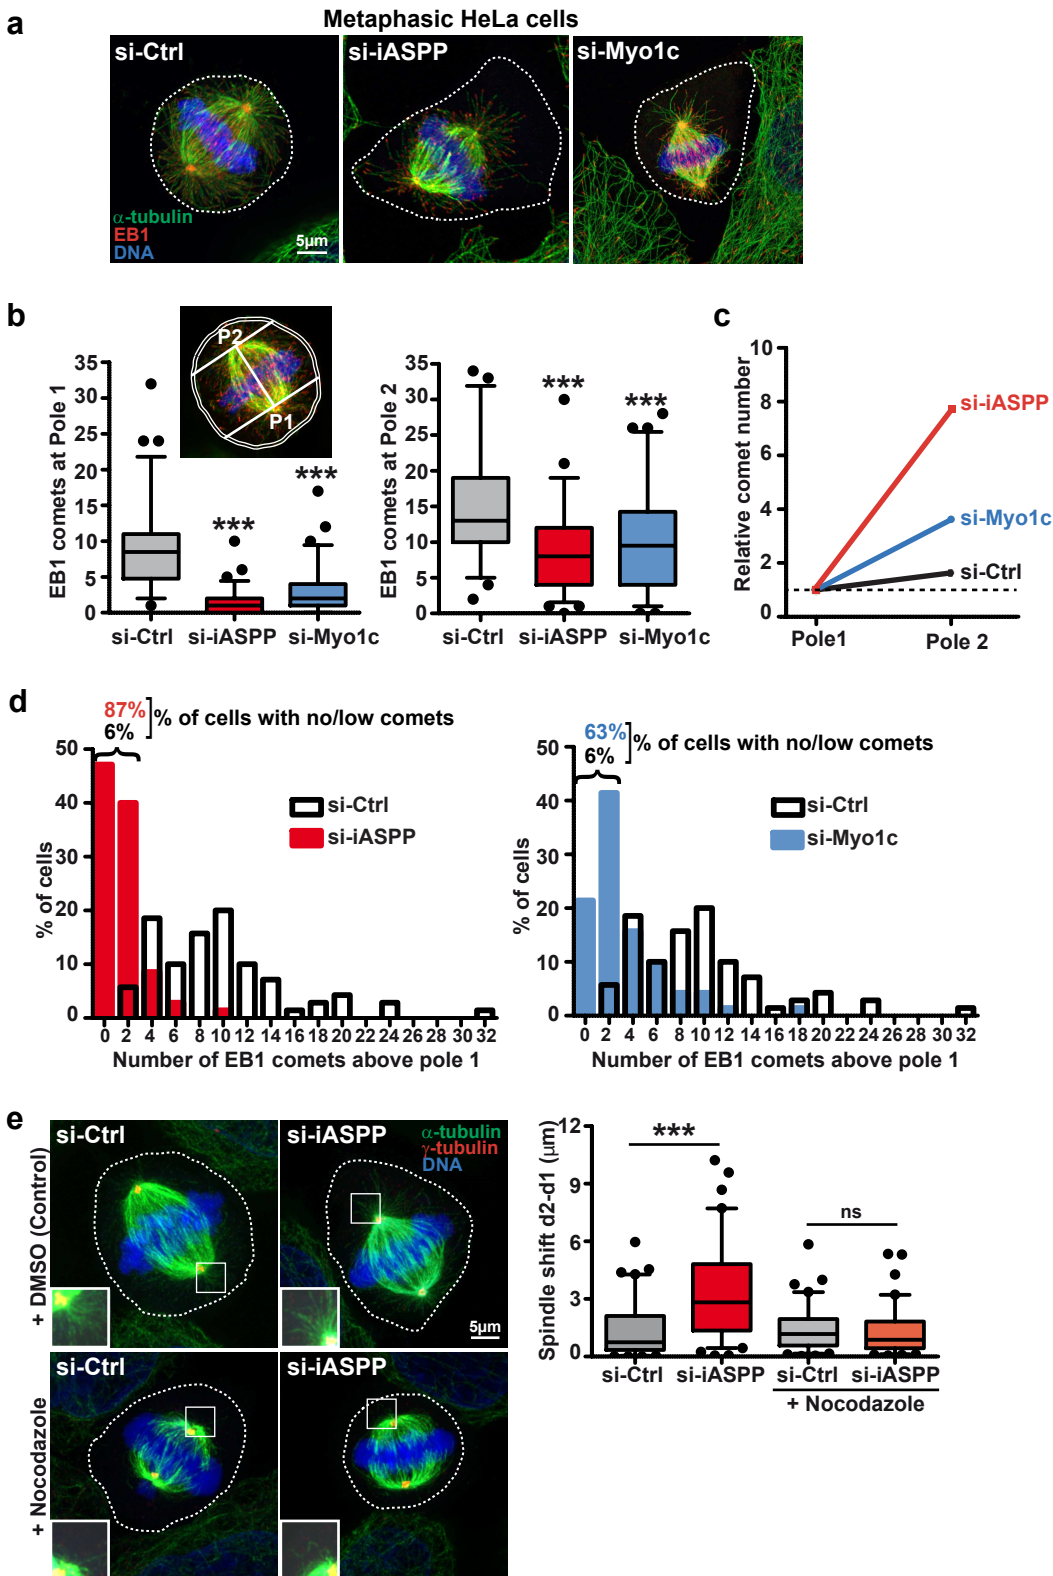 a
Metaphasic HeLa cells
si-Ctrl
si-iASPP
si-Myo1c
α-tubulin
EB1
DNA
5μm
b
EB1 comets at Pole 1
35
30
25
20
15
10
5
0
P2
P1
***
***
si-Ctrl
si-iASPP
si-Myo1c
EB1 comets at Pole 2
35
30
25
20
15
10
5
0
***
***
si-Ctrl
si-iASPP
si-Myo1c
c
Relative comet number
10
8
6
4
2
0
si-iASPP
si-Myo1c
si-Ctrl
Pole1
Pole 2
d
87%
6%
% of cells with no/low comets
% of cells
50
40
30
20
10
0
si-Ctrl
si-iASPP
0 2 4 6 8 10 12 14 16 18 20 22 24 26 28 30 32
Number of EB1 comets above pole 1
63%
6%
% of cells with no/low comets
% of cells
50
40
30
20
10
0
si-Ctrl
si-Myo1c
0 2 4 6 8 10 12 14 16 18 20 22 24 26 28 30 32
Number of EB1 comets above pole 1
e
+ DMSO (Control)
si-Ctrl
si-iASPP
α-tubulin
γ-tubulin
DNA
5μm
+ Nocodazole
si-Ctrl
si-iASPP
Spindle shift d2-d1 (μm)
12
9
6
3
0
***
ns
si-Ctrl
si-iASPP
si-Ctrl
si-iASPP
+ Nocodazole